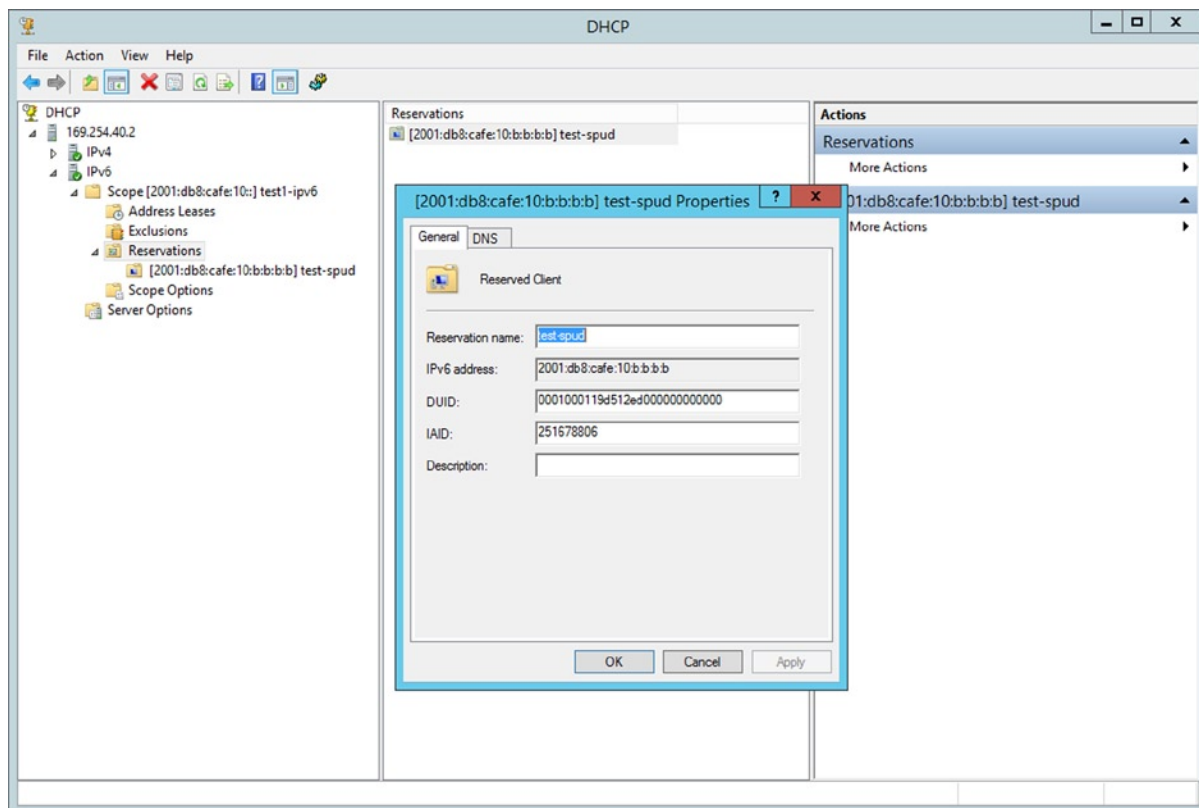 DHCP
File Action View Help
DHCP
169.254.40.2
IPv4
IPv6
Scope [2001:db8:cafe:10::] test1-ipv6
Address Leases
Exclusions
Reservations
[2001:db8:cafe:10:b:b:b:b] test-spud
Scope Options
Server Options
Reservations
[2001:db8:cafe:10:b:b:b:b] test-spud
Actions
Reservations
More Actions
01:db8:cafe:10:b:b:b:b] test-spud
More Actions
[2001:db8:cafe:10:b:b:b:b] test-spud Properties ? x
General DNS
Reserved Client
Reservation name: test-spud
IPv6 address: 2001:db8:cafe:10:b:b:b:b
DUID: 0001000119d512ed000000000000
IAID: 251678806
Description:
OK Cancel Apply